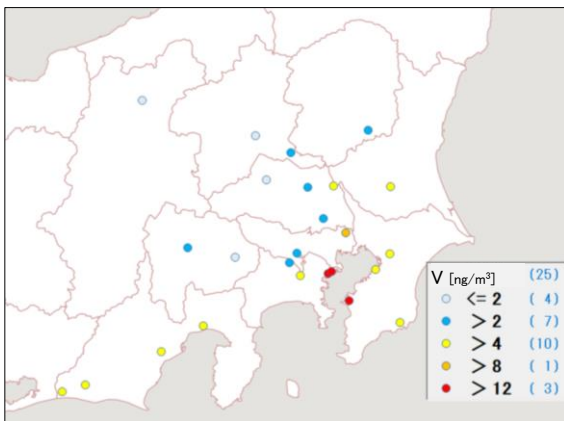 V [ng/m³] (25)
<= 2 ( 4)
> 2 ( 7)
> 4 (10)
> 8 ( 1)
> 12 ( 3)